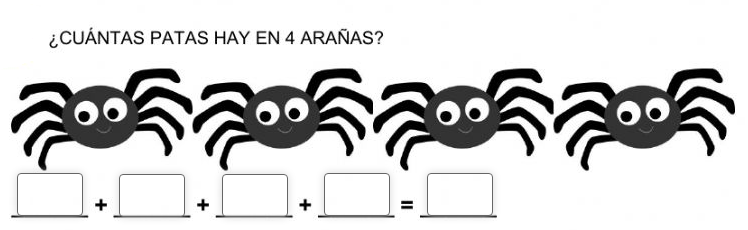 ¿CUÁNTAS PATAS HAY EN 4 ARAÑAS?
+ + + =